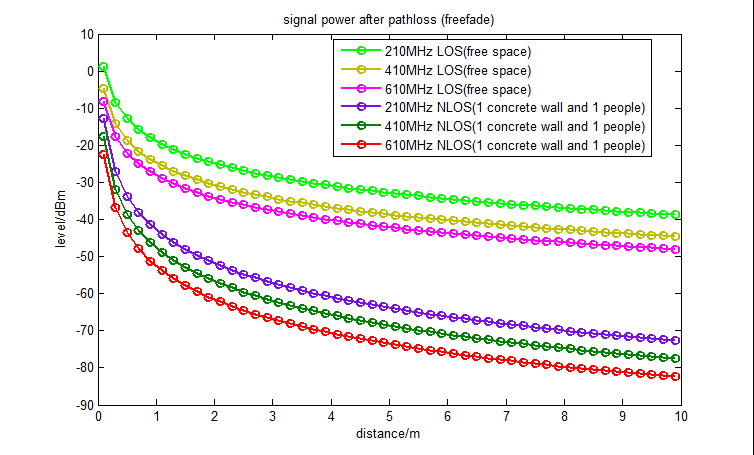 signal power after pathloss (freefade)
10
0
-10
-20
-30
-40
-50
-60
-70
-80
-90
level/dBm
210MHz LOS(free space)
410MHz LOS(free space)
610MHz LOS(free space)
210MHz NLOS(1 concrete wall and 1 people)
410MHz NLOS(1 concrete wall and 1 people)
610MHz NLOS(1 concrete wall and 1 people)
0 1 2 3 4 5 6 7 8 9 10
distance/m